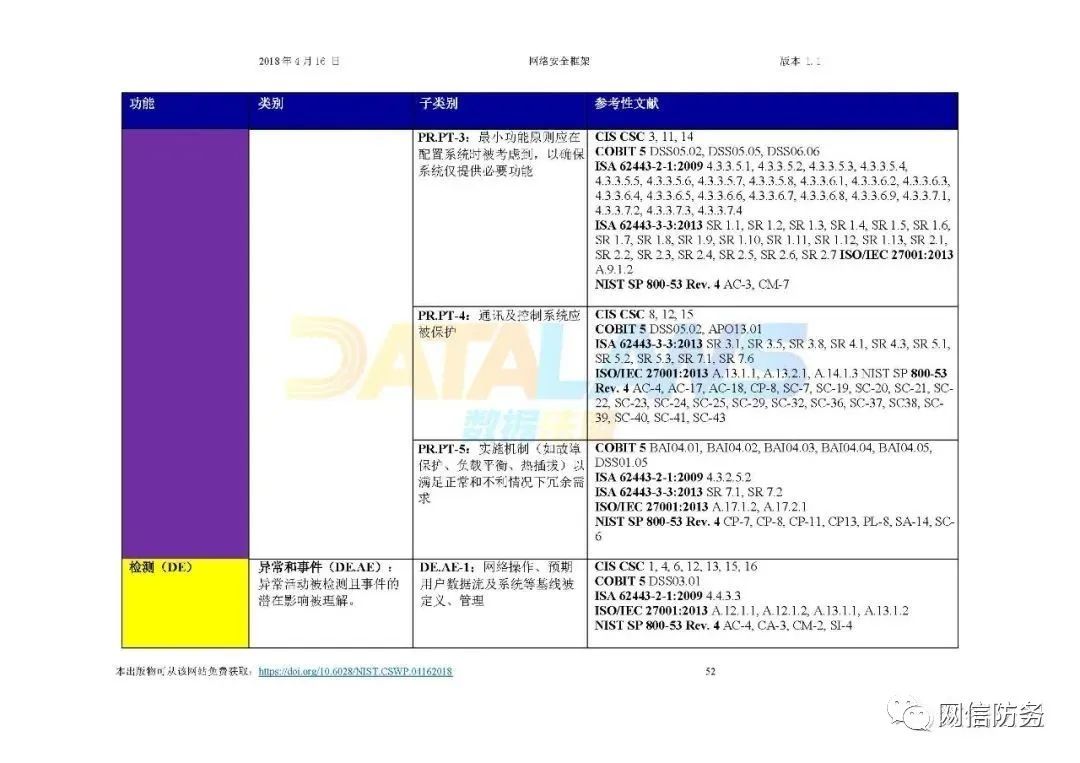 2018年4月16日 网络安全框架 版本 1.1
功能 类别 子类别 参考性文献
PR.PT-3：最小功能原则应在
配置系统时被考虑到，以确保
系统仅提供必要功能
CIS CSC 3, 11, 14
COBIT 5 DSS05.02, DSS05.05, DSS06.06
ISA 62443-2-1:2009 4.3.3.5.1, 4.3.3.5.2, 4.3.3.5.3, 4.3.3.5.4,
4.3.3.5.5, 4.3.3.5.6, 4.3.3.5.7, 4.3.3.5.8, 4.3.3.6.1, 4.3.3.6.2, 4.3.3.6.3,
4.3.3.6.4, 4.3.3.6.5, 4.3.3.6.6, 4.3.3.6.7, 4.3.3.6.8, 4.3.3.6.9, 4.3.3.7.1,
4.3.3.7.2, 4.3.3.7.3, 4.3.3.7.4
ISA 62443-3-3:2013 SR 1.1, SR 1.2, SR 1.3, SR 1.4, SR 1.5, SR 1.6,
SR 1.7, SR 1.8, SR 1.9, SR 1.10, SR 1.11, SR 1.12, SR 1.13, SR 2.1,
SR 2.2, SR 2.3, SR 2.4, SR 2.5, SR 2.6, SR 2.7 ISO/IEC 27001:2013
A.9.1.2
NIST SP 800-53 Rev. 4 AC-3, CM-7
PR.PT-4：通讯及控制系统应
被保护
CIS CSC 8, 12, 15
COBIT 5 DSS05.02, APO13.01
ISA 62443-3-3:2013 SR 3.1, SR 3.5, SR 3.8, SR 4.1, SR 4.3, SR 5.1,
SR 5.2, SR 5.3, SR 7.1, SR 7.6
ISO/IEC 27001:2013 A.13.1.1, A.13.2.1, A.14.1.3 NIST SP 800-53
Rev. 4 AC-4, AC-17, AC-18, CP-8, SC-7, SC-19, SC-20, SC-21, SC-
22, SC-23, SC-24, SC-25, SC-29, SC-32, SC-36, SC-37, SC38, SC-
39, SC-40, SC-41, SC-43
PR.PT-5：实施机制（如故障
保护、负载平衡、热插拔）以
满足正常和不利情况下冗余需
求
COBIT 5 BAI04.01, BAI04.02, BAI04.03, BAI04.04, BAI04.05,
DSS01.05
ISA 62443-2-1:2009 4.3.2.5.2
ISA 62443-3-3:2013 SR 7.1, SR 7.2
ISO/IEC 27001:2013 A.17.1.2, A.17.2.1
NIST SP 800-53 Rev. 4 CP-7, CP-8, CP-11, CP13, PL-8, SA-14, SC-
6
检测（DE）
异常和事件（DE.AE）：
异常活动被检测且事件的
潜在影响被理解。
DE.AE-1：网络操作、预期
用户数据流及系统等基线被
定义、管理
CIS CSC 1, 4, 6, 12, 13, 15, 16
COBIT 5 DSS03.01
ISA 62443-2-1:2009 4.4.3.3
ISO/IEC 27001:2013 A.12.1.1, A.12.1.2, A.13.1.1, A.13.1.2
NIST SP 800-53 Rev. 4 AC-4, CA-3, CM-2, SI-4
本出版物可从该网站免费获取：https://doi.org/10.6028/NIST.CSWP.04162018 52
网信防务